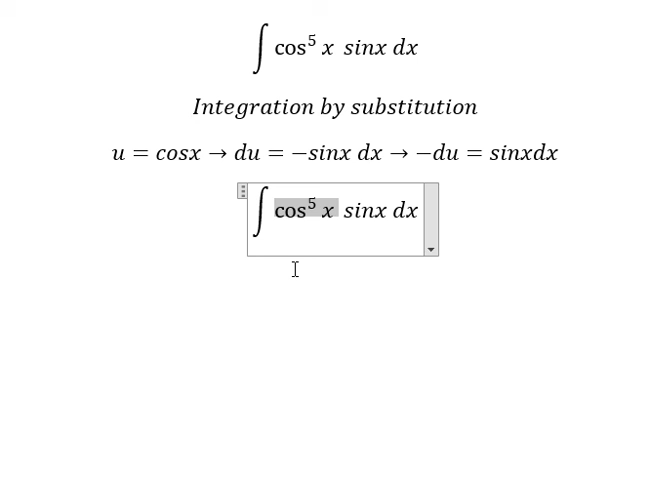 ∫ cos⁵ x sinx dx
Integration by substitution
u = cosx → du = −sinx dx → −du = sinxdx
∫ cos⁵ x sinx dx